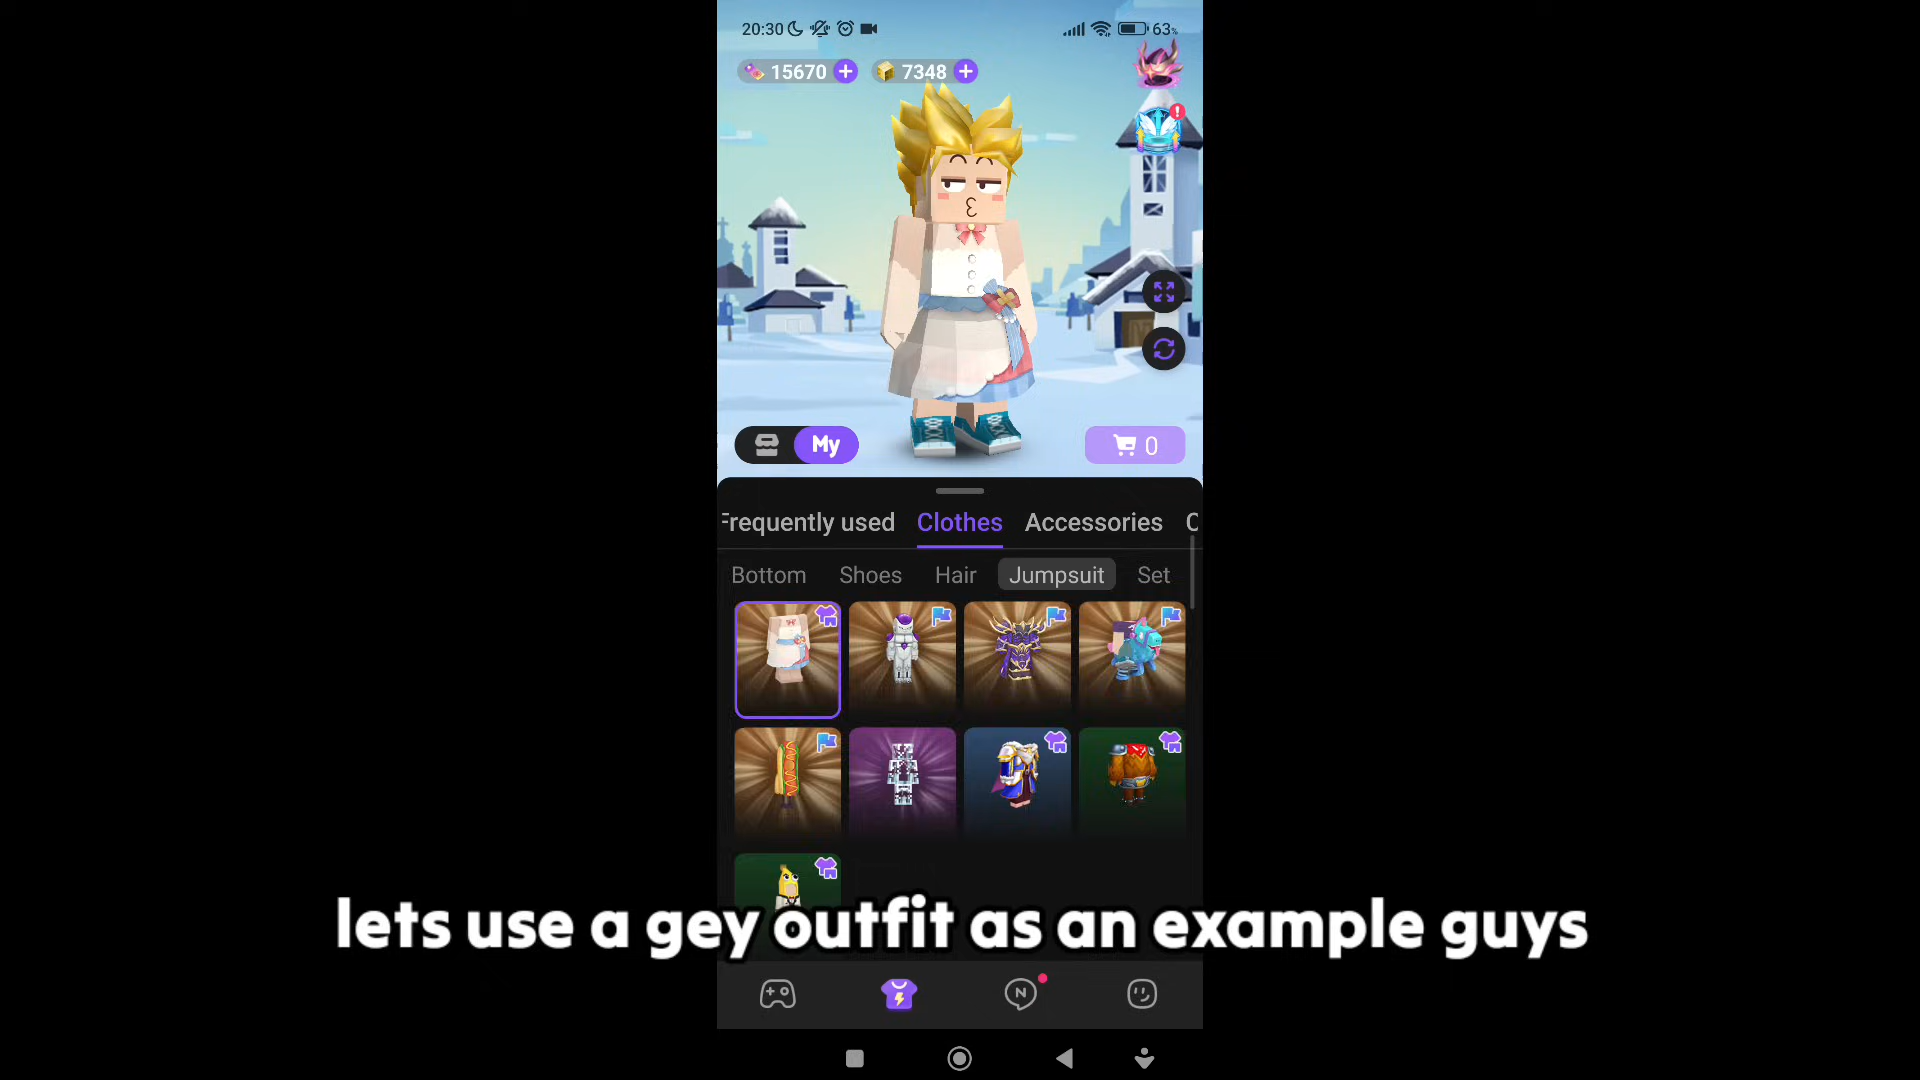 20:30 63%
15670 7348
My 0
Frequently used Clothes Accessories
Bottom Shoes Hair Jumpsuit Set
lets use a gey outfit as an example guys
N